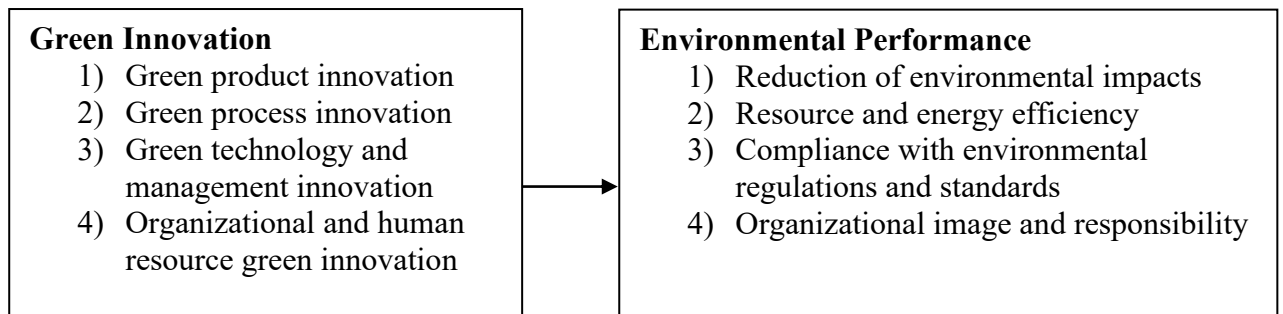 Green Innovation
1) Green product innovation
2) Green process innovation
3) Green technology and
management innovation
4) Organizational and human
resource green innovation
Environmental Performance
1) Reduction of environmental impacts
2) Resource and energy efficiency
3) Compliance with environmental
regulations and standards
4) Organizational image and responsibility